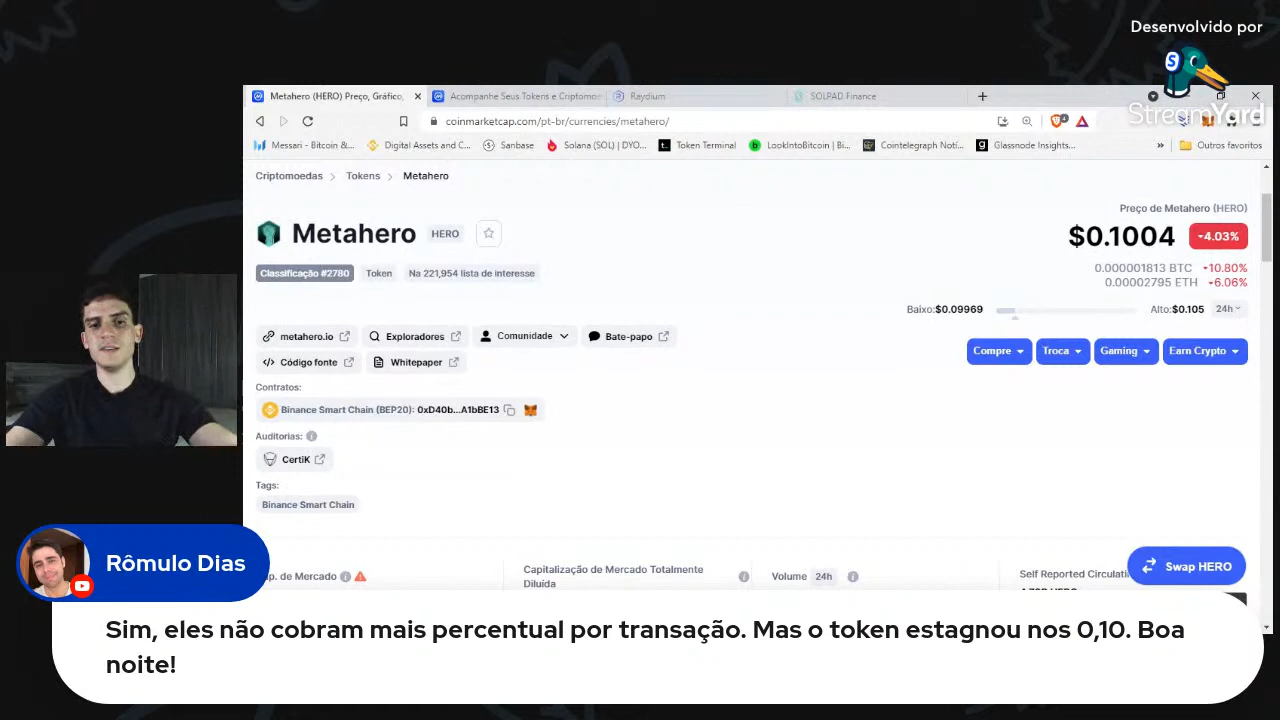 Desenvolvido por
StreamYard
Metahero (HERO) Preço, Gráfico,
Acompanhe Seus Tokens e Criptomo
Raydium
SOLPAD Finance
coinmarketcap.com/pt-br/currencies/metahero/
Messari - Bitcoin &...
Digital Assets and C...
Sanbase
Solana (SOL) | DYO...
Token Terminal
LookIntoBitcoin | Bi...
Cointelegraph Notí...
Glassnode Insights...
»
Outros favoritos
Criptomoedas > Tokens > Metahero
Preço de Metahero (HERO)
Metahero HERO
$0.1004 -4.03%
Classificação #2780 Token Na 221,954 lista de interesse
0.000001813 BTC -10.80%
0.00002795 ETH -6.06%
Baixo:$0.09969 Alto:$0.105 24h
metahero.io Exploradores Comunidade Bate-papo
Código fonte Whitepaper
Compre Troca Gaming Earn Crypto
Contratos:
Binance Smart Chain (BEP20): 0xD40b...A1bBE13
Auditorias:
CertiK
Tags:
Binance Smart Chain
p. de Mercado
Capitalização de Mercado Totalmente
Diluída
Volume 24h
Self Reported Circulati
Swap HERO
Rômulo Dias
Sim, eles não cobram mais percentual por transação. Mas o token estagnou nos 0,10. Boa
noite!